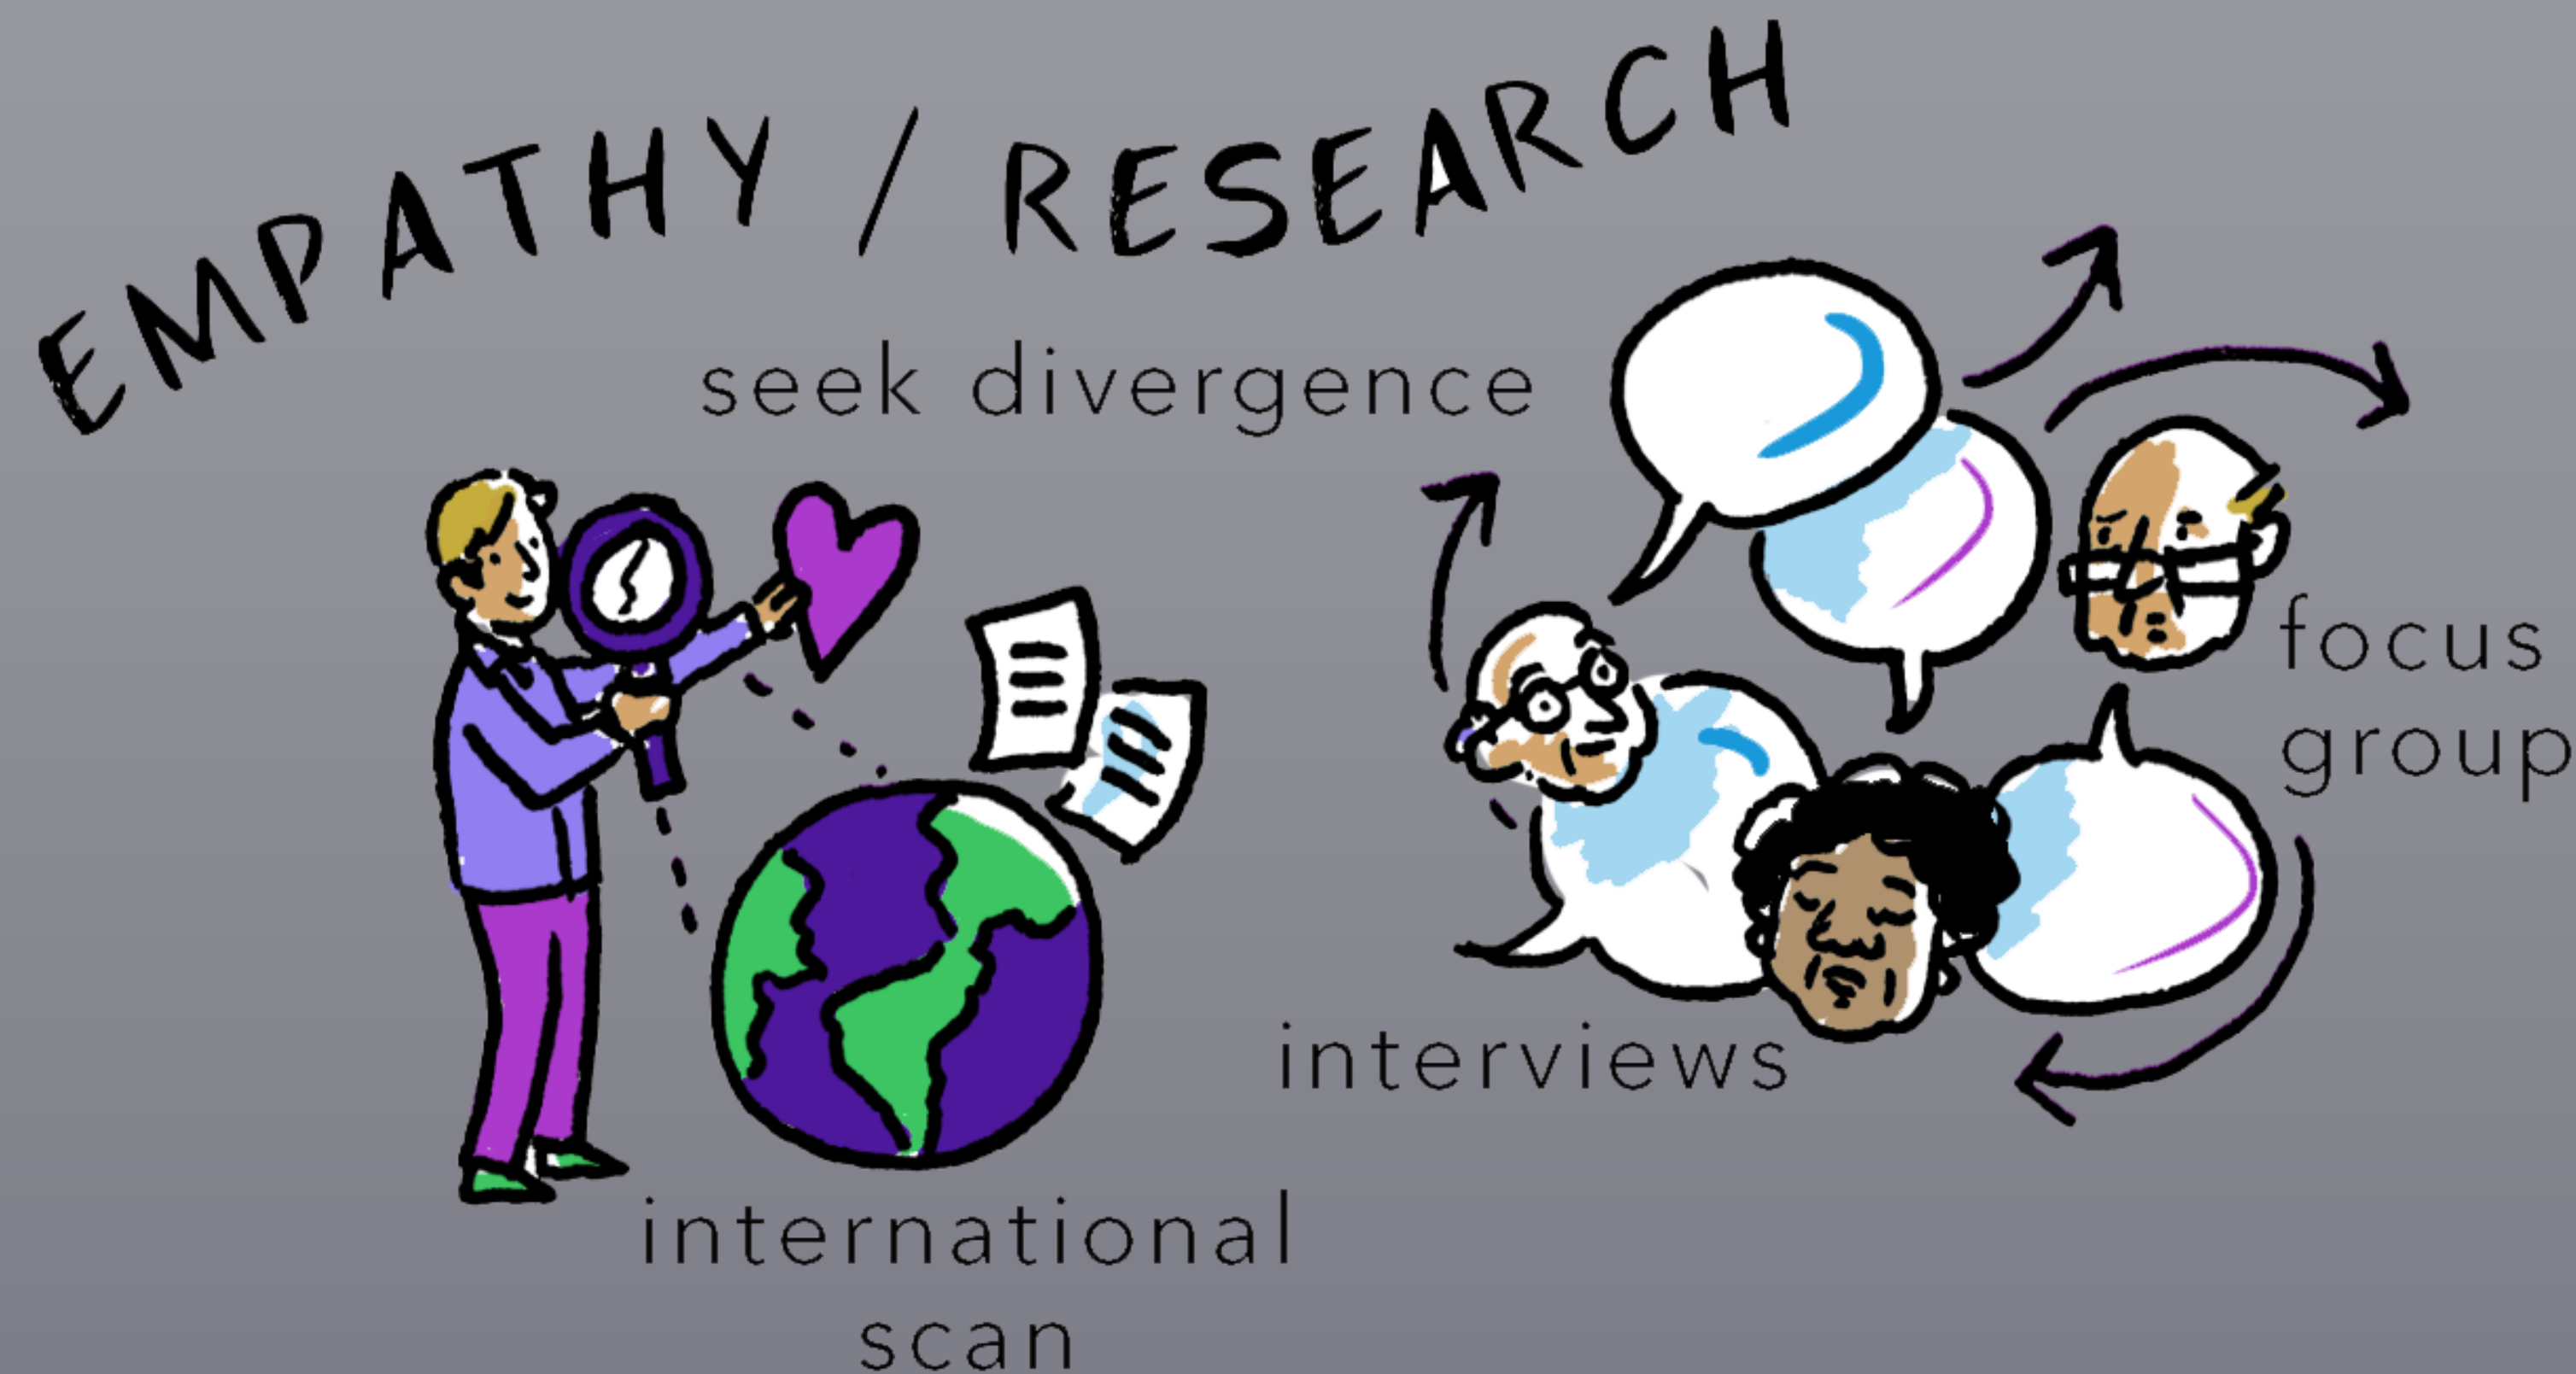 EMPATHY / RESEARCH
seek divergence
focus
group
interviews
international
scan